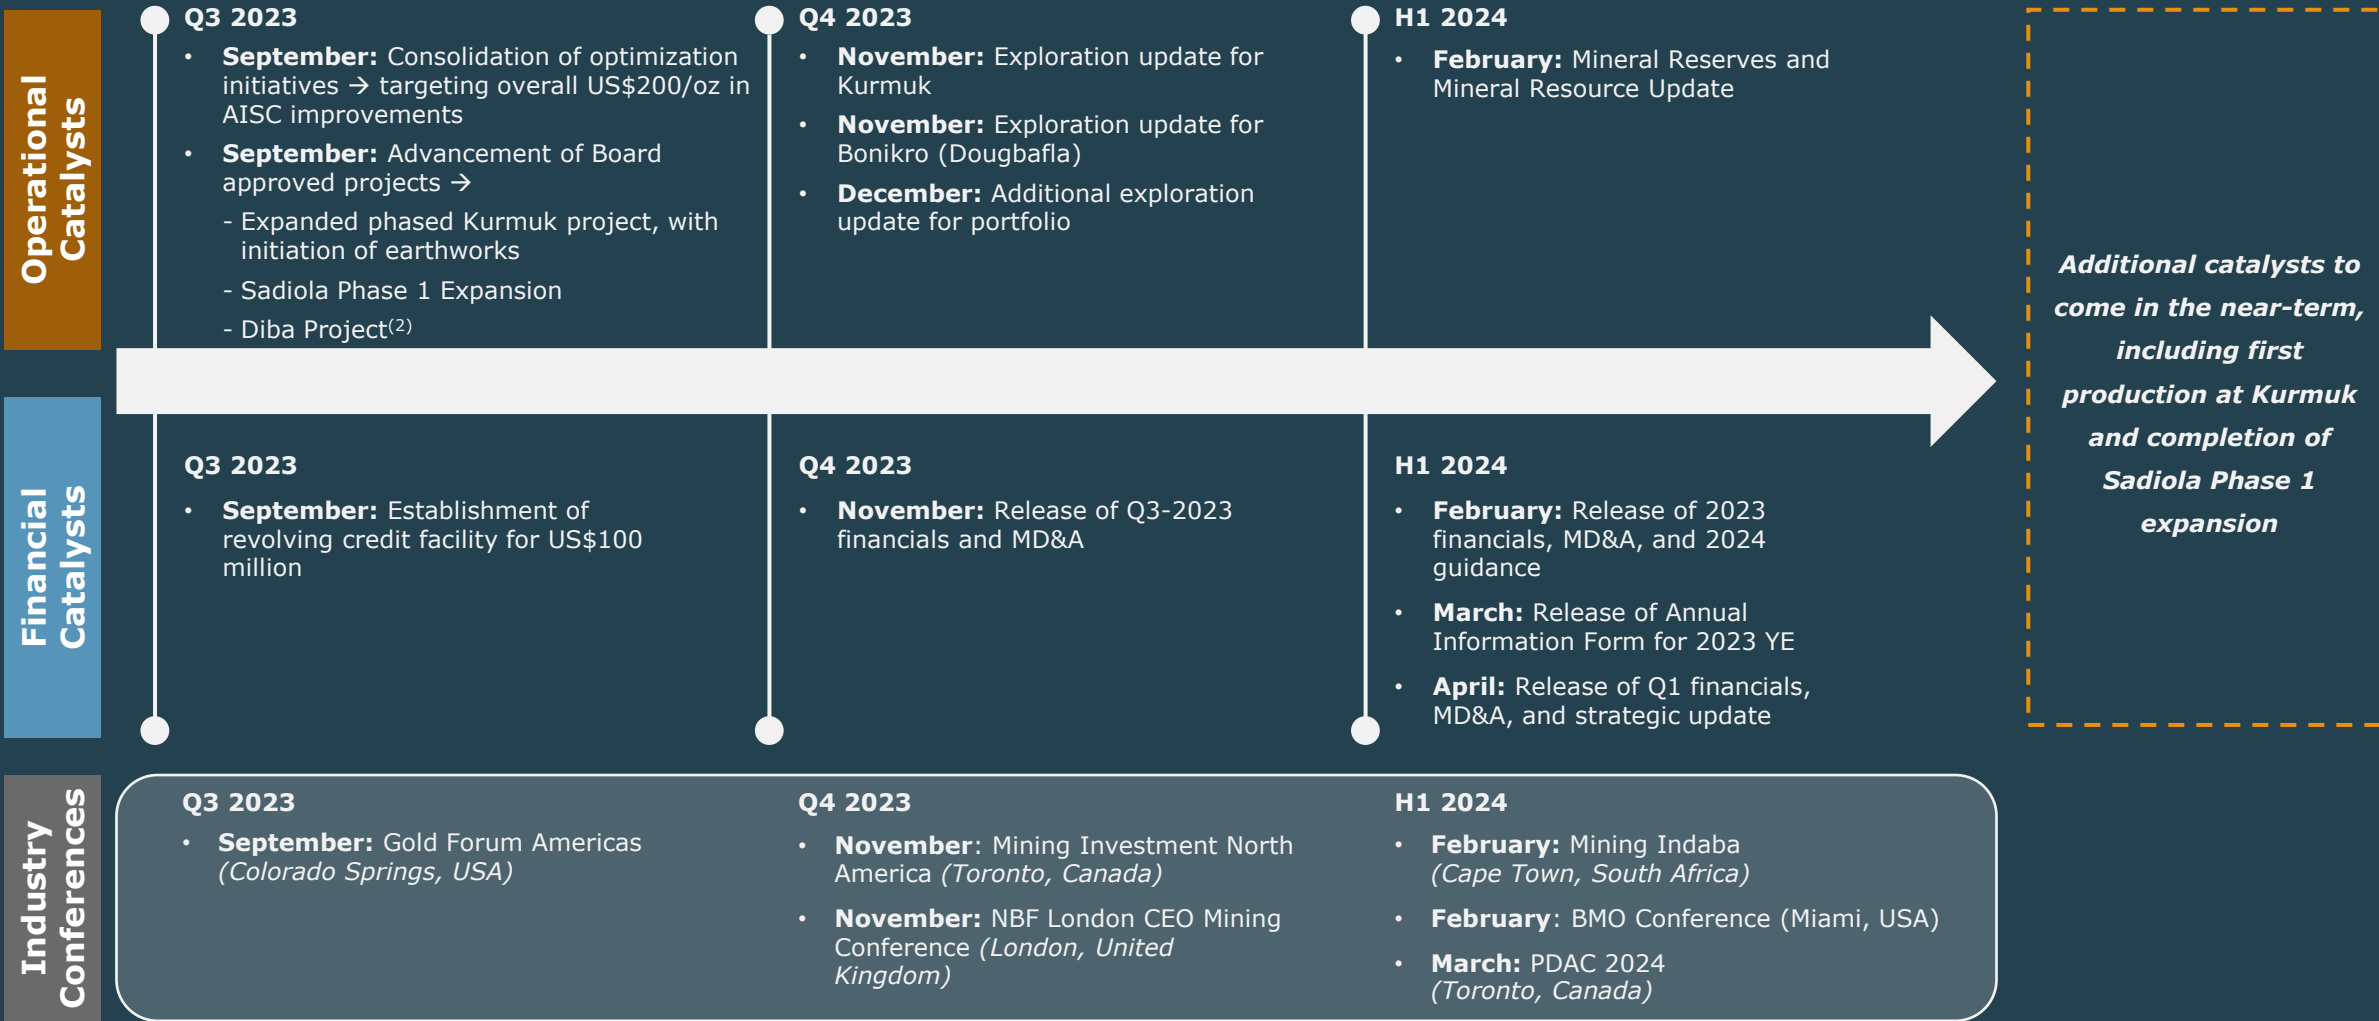 Operational
Catalysts
Q3 2023
• September: Consolidation of optimization
initiatives → targeting overall US$200/oz in
AISC improvements
• September: Advancement of Board
approved projects →
- Expanded phased Kurmuk project, with
initiation of earthworks
- Sadiola Phase 1 Expansion
- Diba Project(2)
Q4 2023
• November: Exploration update for
Kurmuk
• November: Exploration update for
Bonikro (Dougbafla)
• December: Additional exploration
update for portfolio
H1 2024
• February: Mineral Reserves and
Mineral Resource Update
Financial
Catalysts
Q3 2023
• September: Establishment of
revolving credit facility for US$100
million
Q4 2023
• November: Release of Q3-2023
financials and MD&A
H1 2024
• February: Release of 2023
financials, MD&A, and 2024
guidance
• March: Release of Annual
Information Form for 2023 YE
• April: Release of Q1 financials,
MD&A, and strategic update
Additional catalysts to
come in the near-term,
including first
production at Kurmuk
and completion of
Sadiola Phase 1
expansion
Industry
Conferences
Q3 2023
• September: Gold Forum Americas
(Colorado Springs, USA)
Q4 2023
• November: Mining Investment North
America (Toronto, Canada)
• November: NBF London CEO Mining
Conference (London, United
Kingdom)
H1 2024
• February: Mining Indaba
(Cape Town, South Africa)
• February: BMO Conference (Miami, USA)
• March: PDAC 2024
(Toronto, Canada)